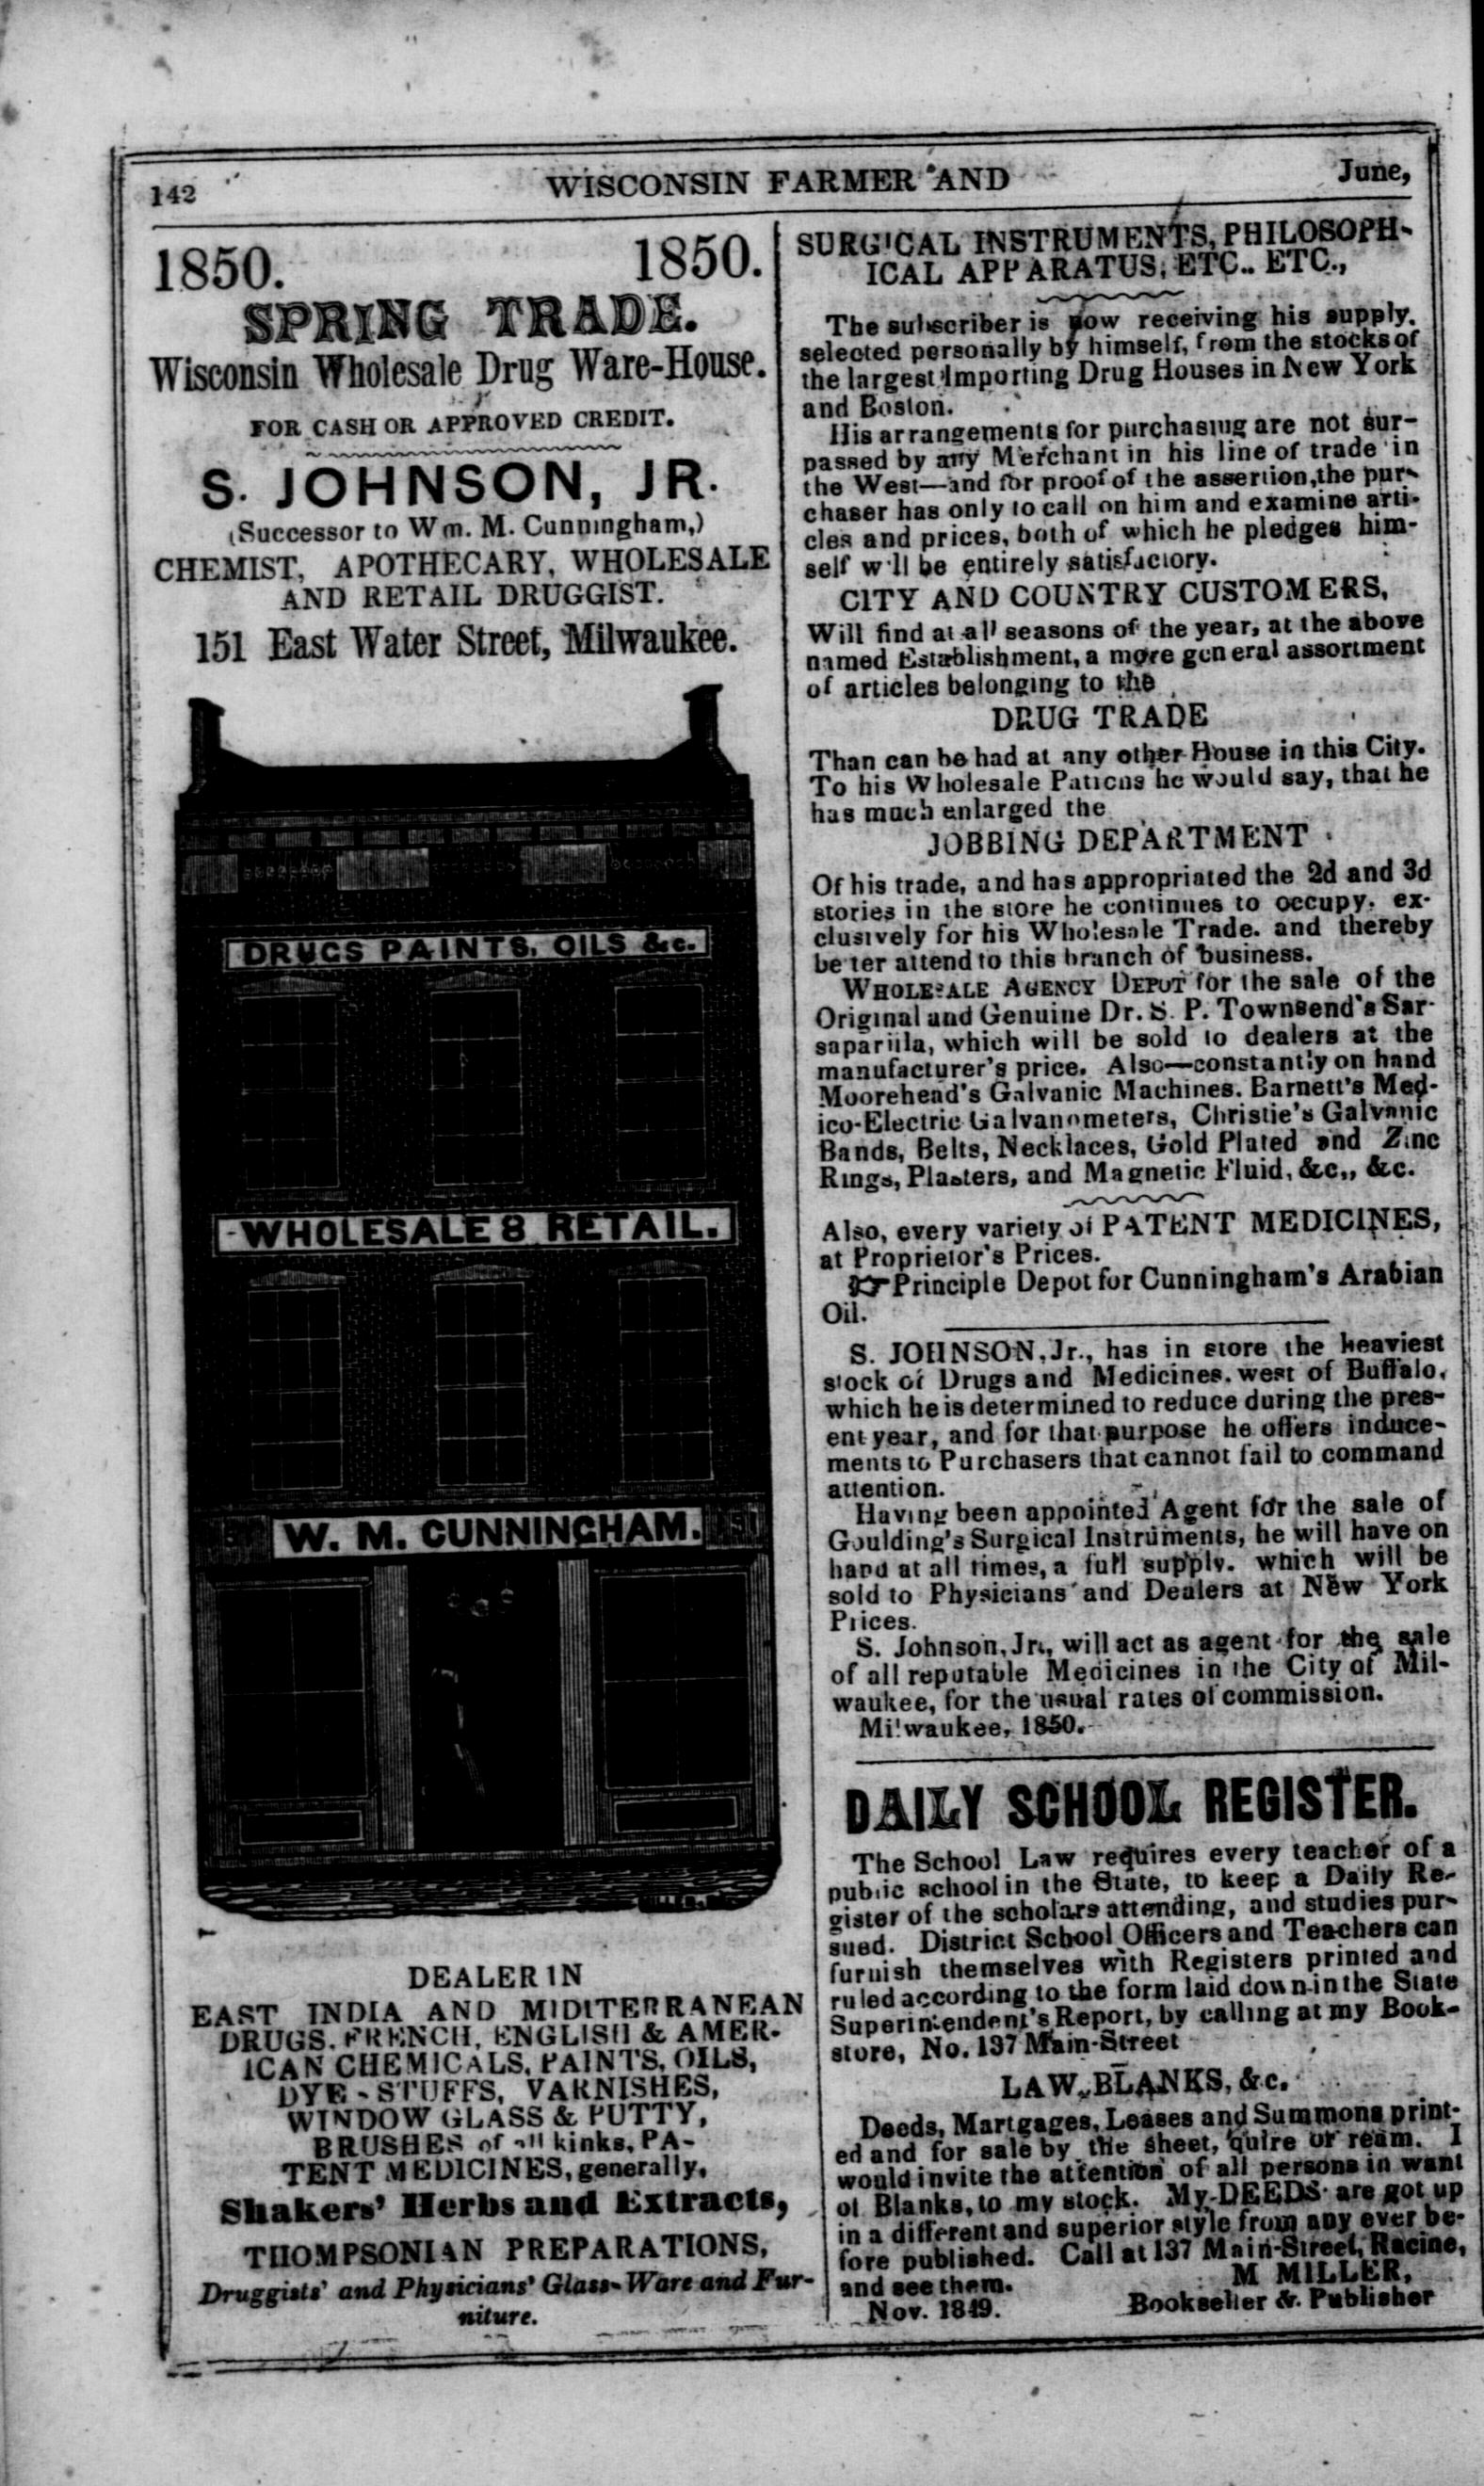 142
WISCONSIN FARMER AND
June,
1850. 1850.
SPRING TRADE.
Wisconsin Wholesale Drug Ware-House.
FOR CASH OR APPROVED CREDIT.
S. JOHNSON, JR.
(Successor to Wm. M. Cunningham,)
CHEMIST, APOTHECARY, WHOLESALE
AND RETAIL DRUGGIST.
151 East Water Street, Milwaukee.
DRUGS PAINTS, OILS &c.
WHOLESALE & RETAIL.
W. M. CUNNINGHAM.
DEALER IN
EAST INDIA AND MIDITERRANEAN
DRUGS, FRENCH, ENGLISH & AMER-
ICAN CHEMICALS, PAINTS, OILS,
DYE-STUFFS, VARNISHES,
WINDOW GLASS & PUTTY,
BRUSHES of all kinks, PA-
TENT MEDICINES, generally,
Shakers' Herbs and Extracts,
THOMPSONIAN PREPARATIONS,
Druggists' and Physicians' Glass-Ware and Fur-
niture.
SURGICAL INSTRUMENTS, PHILOSOPH-
ICAL APPARATUS, ETC.. ETC.,
The subscriber is now receiving his supply,
selected personally by himself, from the stocks of
the largest Importing Drug Houses in New York
and Boston.
His arrangements for purchasing are not sur-
passed by any Merchant in his line of trade in
the West—and for proof of the assertion, the pur-
chaser has only to call on him and examine arti-
cles and prices, both of which he pledges him-
self will be entirely satisfactory.
CITY AND COUNTRY CUSTOMERS,
Will find at all seasons of the year, at the above
named Establishment, a more general assortment
of articles belonging to the
DRUG TRADE
Than can be had at any other House in this City.
To his Wholesale Patrons he would say, that he
has much enlarged the
JOBBING DEPARTMENT
Of his trade, and has appropriated the 2d and 3d
stories in the store he continues to occupy, ex-
clusively for his Wholesale Trade. and thereby
better attend to this branch of business.
WHOLESALE AGENCY DEPOT for the sale of the
Original and Genuine Dr. S. P. Townsend's Sar-
sapariila, which will be sold to dealers at the
manufacturer's price. Also—constantly on hand
Moorehead's Galvanic Machines. Barnett's Med-
ico-Electric Galvanometers, Christie's Galvanic
Bands, Belts, Necklaces, Gold Plated and Zinc
Rings, Plasters, and Magnetic Fluid, &c., &c.
Also, every variety of PATENT MEDICINES,
at Proprietor's Prices.
☞ Principle Depot for Cunningham's Arabian
Oil.
S. JOHNSON, Jr., has in store the heaviest
stock of Drugs and Medicines, west of Buffalo,
which he is determined to reduce during the pres-
ent year, and for that purpose he offers induce-
ments to Purchasers that cannot fail to command
attention.
Having been appointed Agent for the sale of
Goulding's Surgical Instruments, he will have on
hand at all times, a full supply. which will be
sold to Physicians and Dealers at New York
Prices.
S. Johnson, Jr., will act as agent for the sale
of all reputable Medicines in the City of Mil-
waukee, for the usual rates of commission.
Milwaukee, 1850.
DAILY SCHOOL REGISTER.
The School Law requires every teacher of a
public school in the State, to keep a Daily Re-
gister of the scholars attending, and studies pur-
sued. District School Officers and Teachers can
furnish themselves with Registers printed and
ruled according to the form laid down in the State
Superintendent's Report, by calling at my Book-
store, No. 137 Main-Street
LAW BLANKS, &c.
Deeds, Martgages, Leases and Summons print-
ed and for sale by the sheet, quire or ream. I
would invite the attention of all persons in want
of Blanks, to my stock. My DEEDS are got up
in a different and superior style from any ever be-
fore published. Call at 137 Main-Street, Racine,
and see them.
M MILLER,
Nov. 1849. Bookseller & Publisher